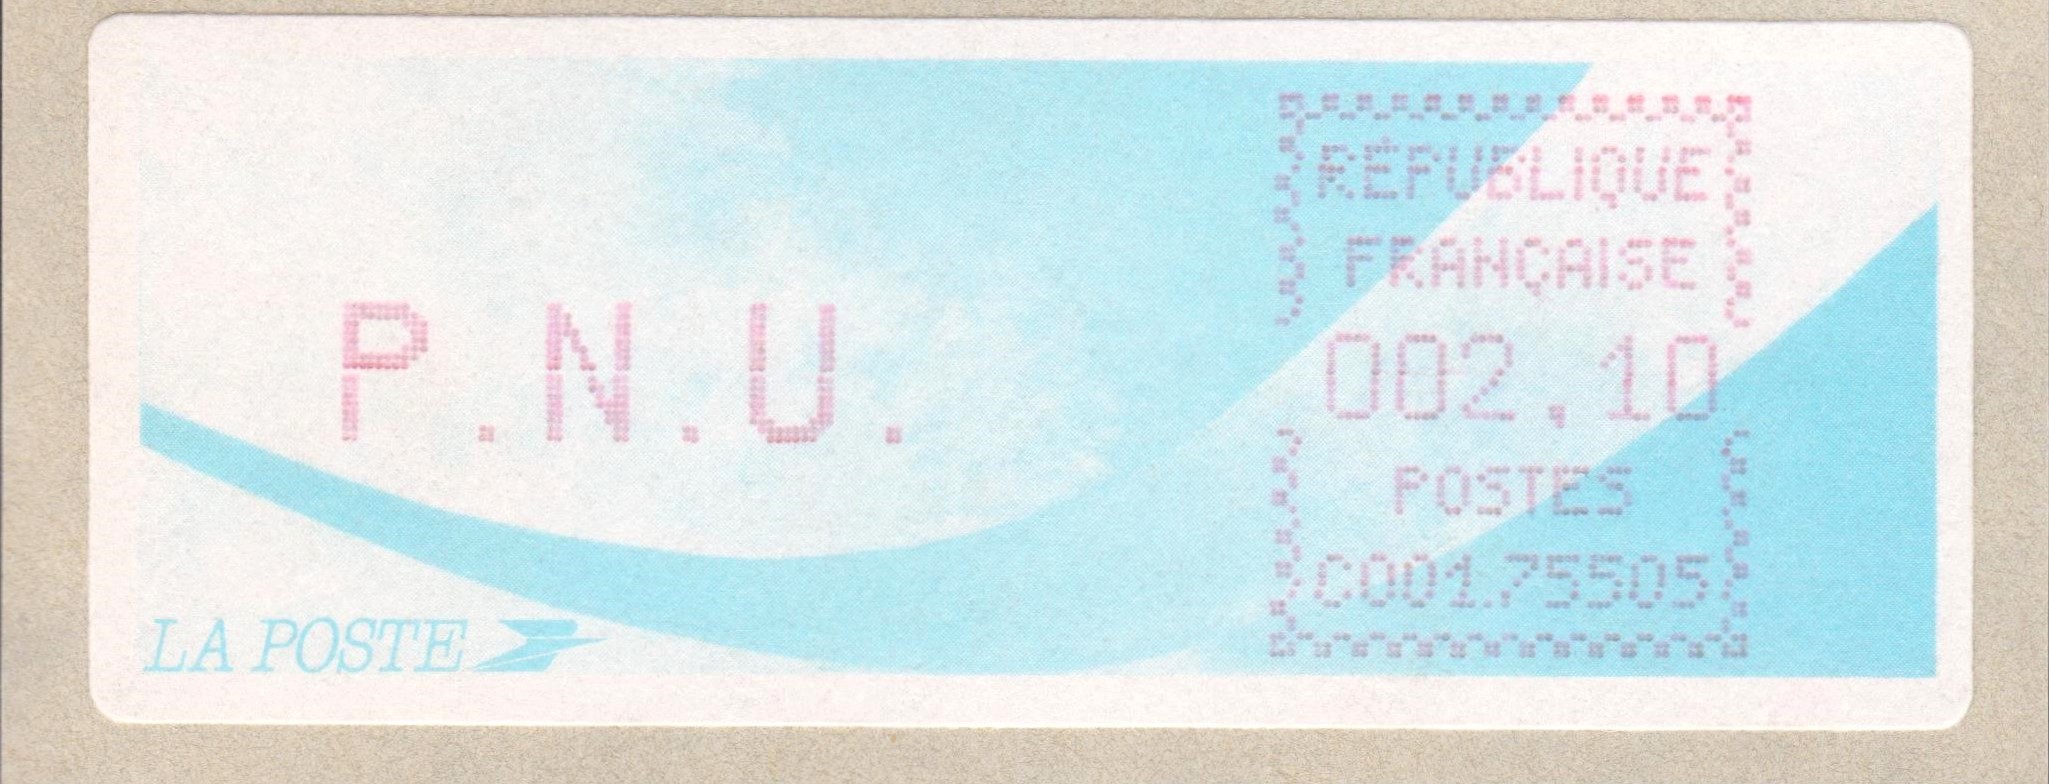 RÉPUBLIQUE
FRANÇAISE
002,10
P.N.U.
POSTES
C001.75505
LA POSTE